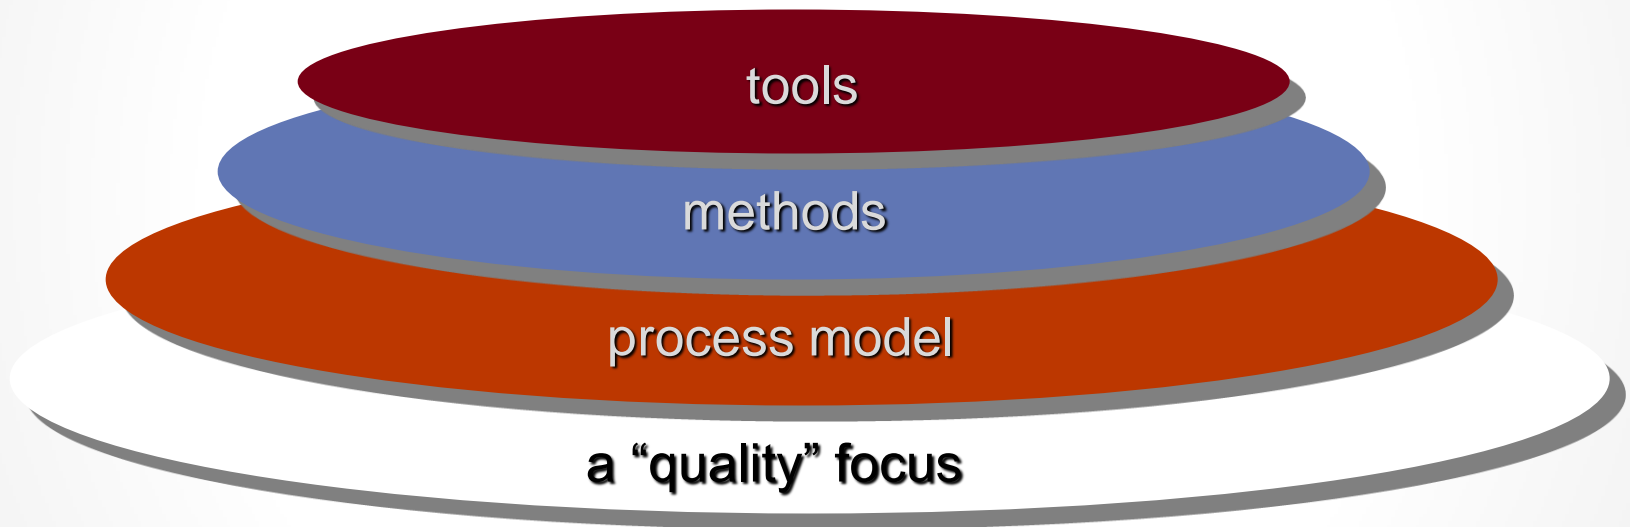 tools
methods
process model
a “quality” focus